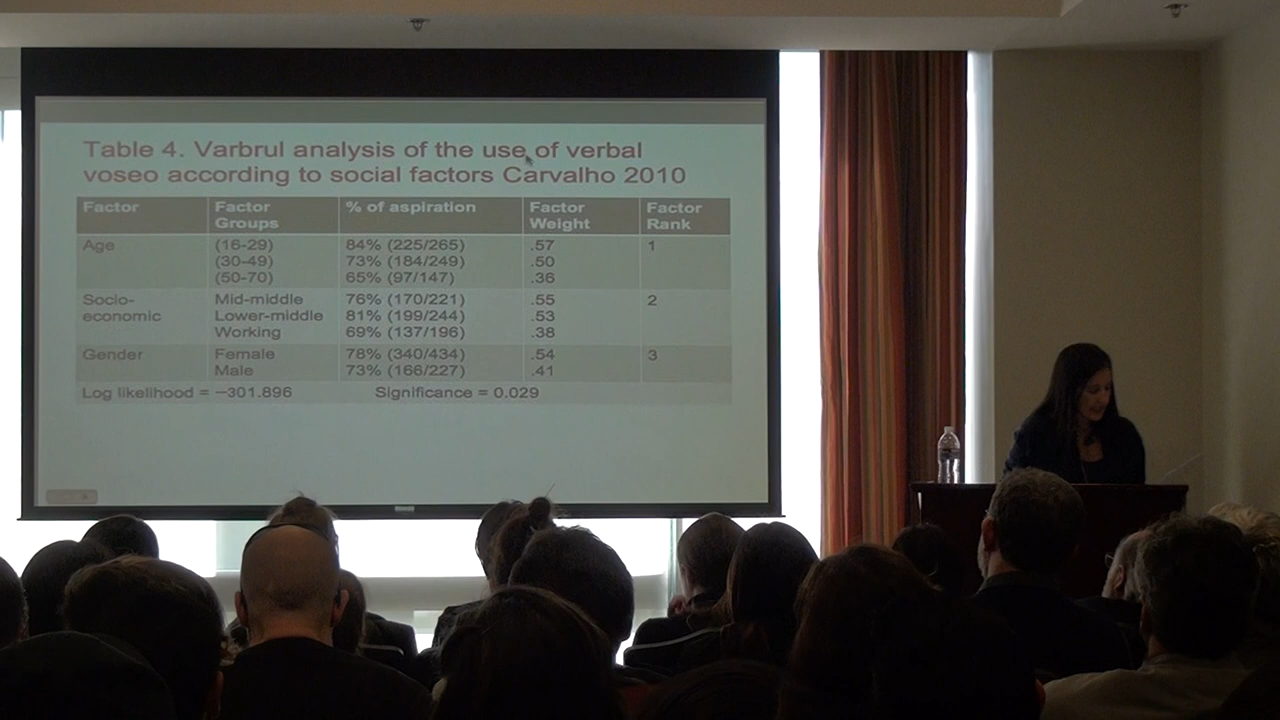 Table 4. Varbrul analysis of the use of verbal
voseo according to social factors Carvalho 2010
Factor Factor Groups % of aspiration Factor Weight Factor Rank
Age (16-29) 84% (225/265) .57 1
(30-49) 73% (184/249) .50
(50-70) 65% (97/147) .36
Socio- Mid-middle 76% (170/221) .55 2
economic Lower-middle 81% (199/244) .53
Working 69% (137/196) .38
Gender Female 78% (340/434) .54 3
Male 73% (166/227) .41
Log likelihood = −301.896 Significance = 0.029